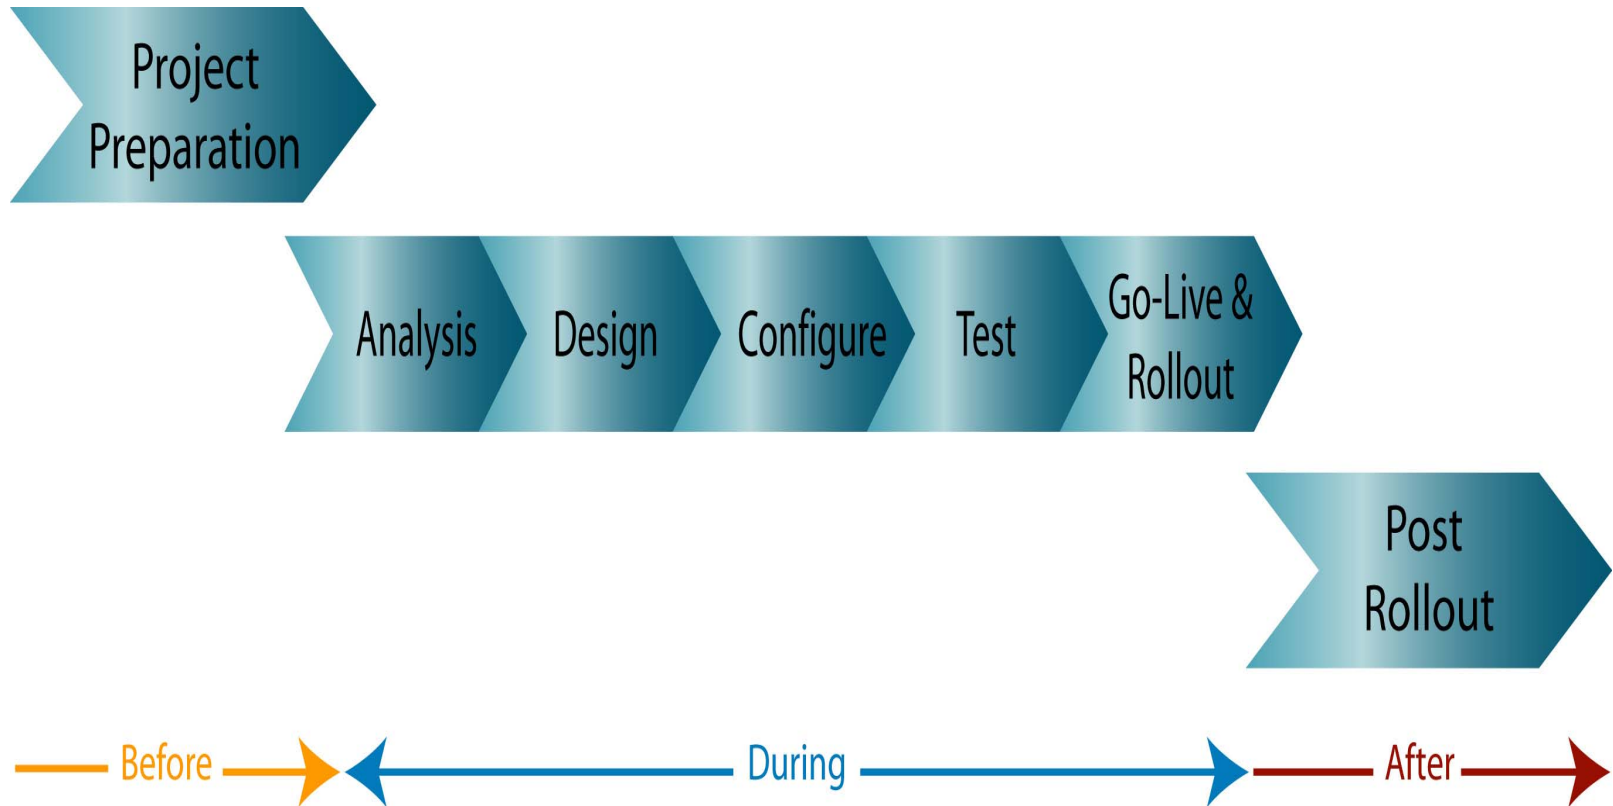 Project
Preparation
Analysis
Design
Configure
Test
Go-Live &
Rollout
Post
Rollout
Before
During
After